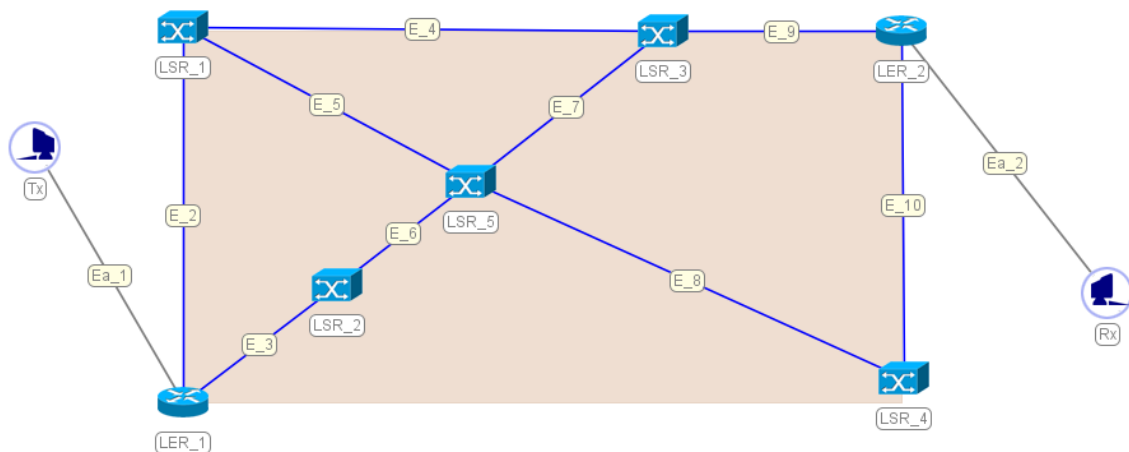 E_4
E_9
LSR_1
LSR_3
LER_2
E_5
E_7
Ea_2
Tx
E_2
LSR_5
E_10
E_6
Ea_1
E_8
LSR_2
Rx
E_3
LSR_4
LER_1